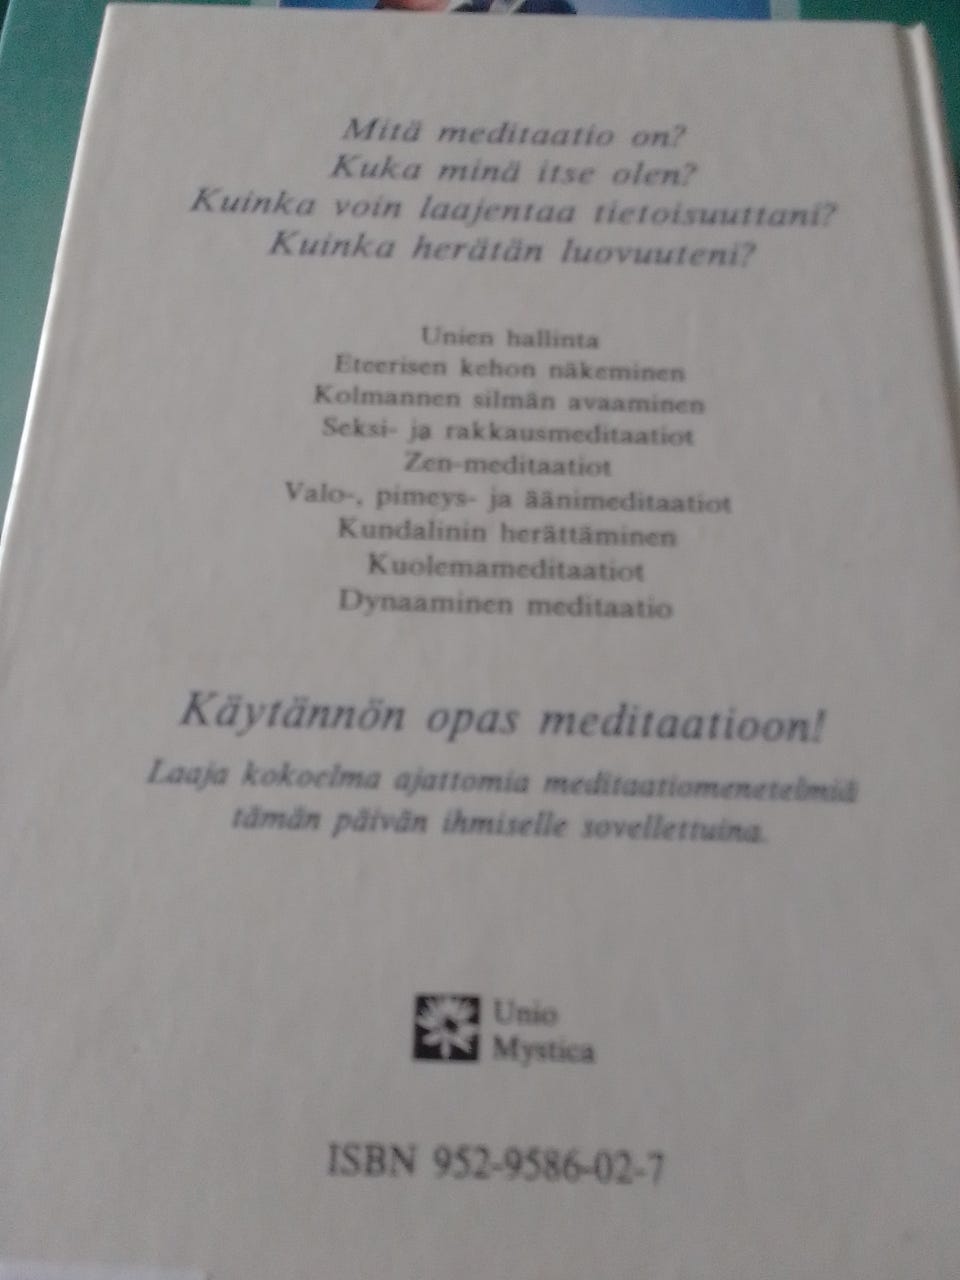 Mitä meditaatio on?
Kuka minä itse olen?
Kuinka voin laajentaa tietoisuuttani?
Kuinka herätän luovuuteni?
Unien hallinta
Eteerisen kehon näkeminen
Kolmannen silmän avaaminen
Seksi- ja rakkausmeditaatiot
Zen-meditaatiot
Valo-, pimeys- ja äänimeditaatiot
Kundalinin herättäminen
Kuolemameditaatiot
Dynaaminen meditaatio
Käytännön opas meditaatioon!
Laaja kokoelma ajattomia meditaatiomenetelmiä
tämän päivän ihmiselle sovellettuina.
Unio
Mystica
ISBN 952-9586-02-7